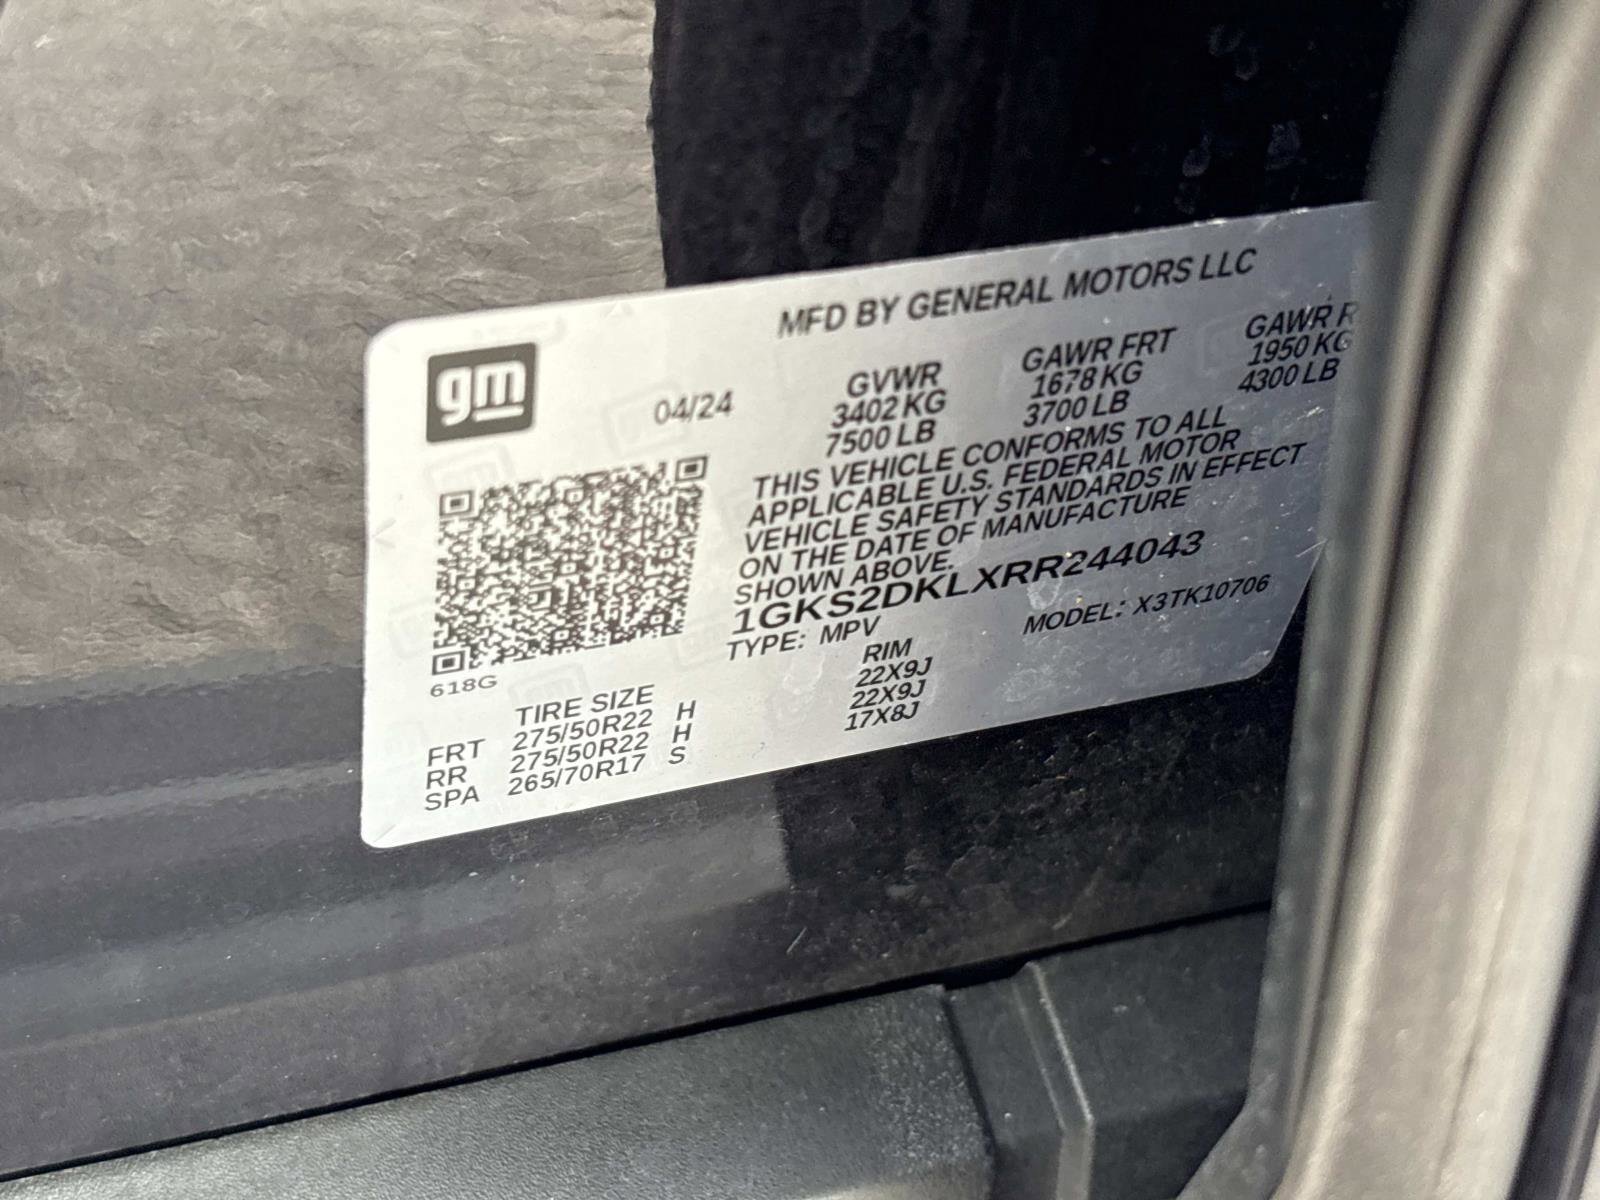 MFD BY GENERAL MOTORS LLC
gm
04/24
GVWR GAWR FRT GAWR R
3402 KG 1678 KG 1950 KG
7500 LB 3700 LB 4300 LB
THIS VEHICLE CONFORMS TO ALL
APPLICABLE U.S. FEDERAL MOTOR
VEHICLE SAFETY STANDARDS IN EFFECT
ON THE DATE OF MANUFACTURE
SHOWN ABOVE.
1GKS2DKLXRR244043
TYPE: MPV MODEL: X3TK10706
618G
TIRE SIZE RIM
FRT 275/50R22 H 22X9J
RR 275/50R22 H 22X9J
SPA 265/70R17 S 17X8J